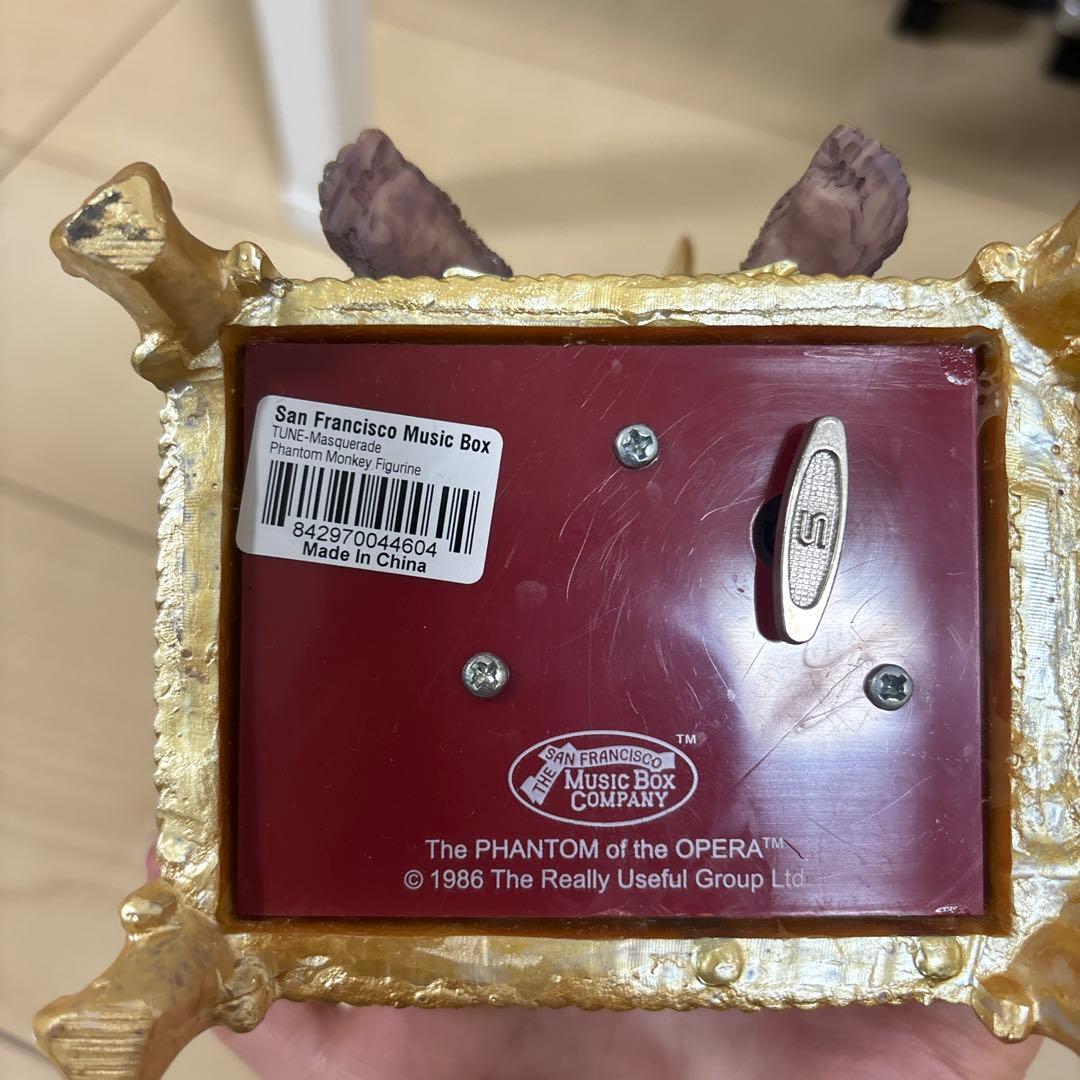 San Francisco Music Box
TUNE-Masquerade
Phantom Monkey Figurine
842970044604
Made In China
S
THE SAN FRANCISCO
MUSIC BOX
COMPANY
TM
The PHANTOM of the OPERA™
© 1986 The Really Useful Group Ltd